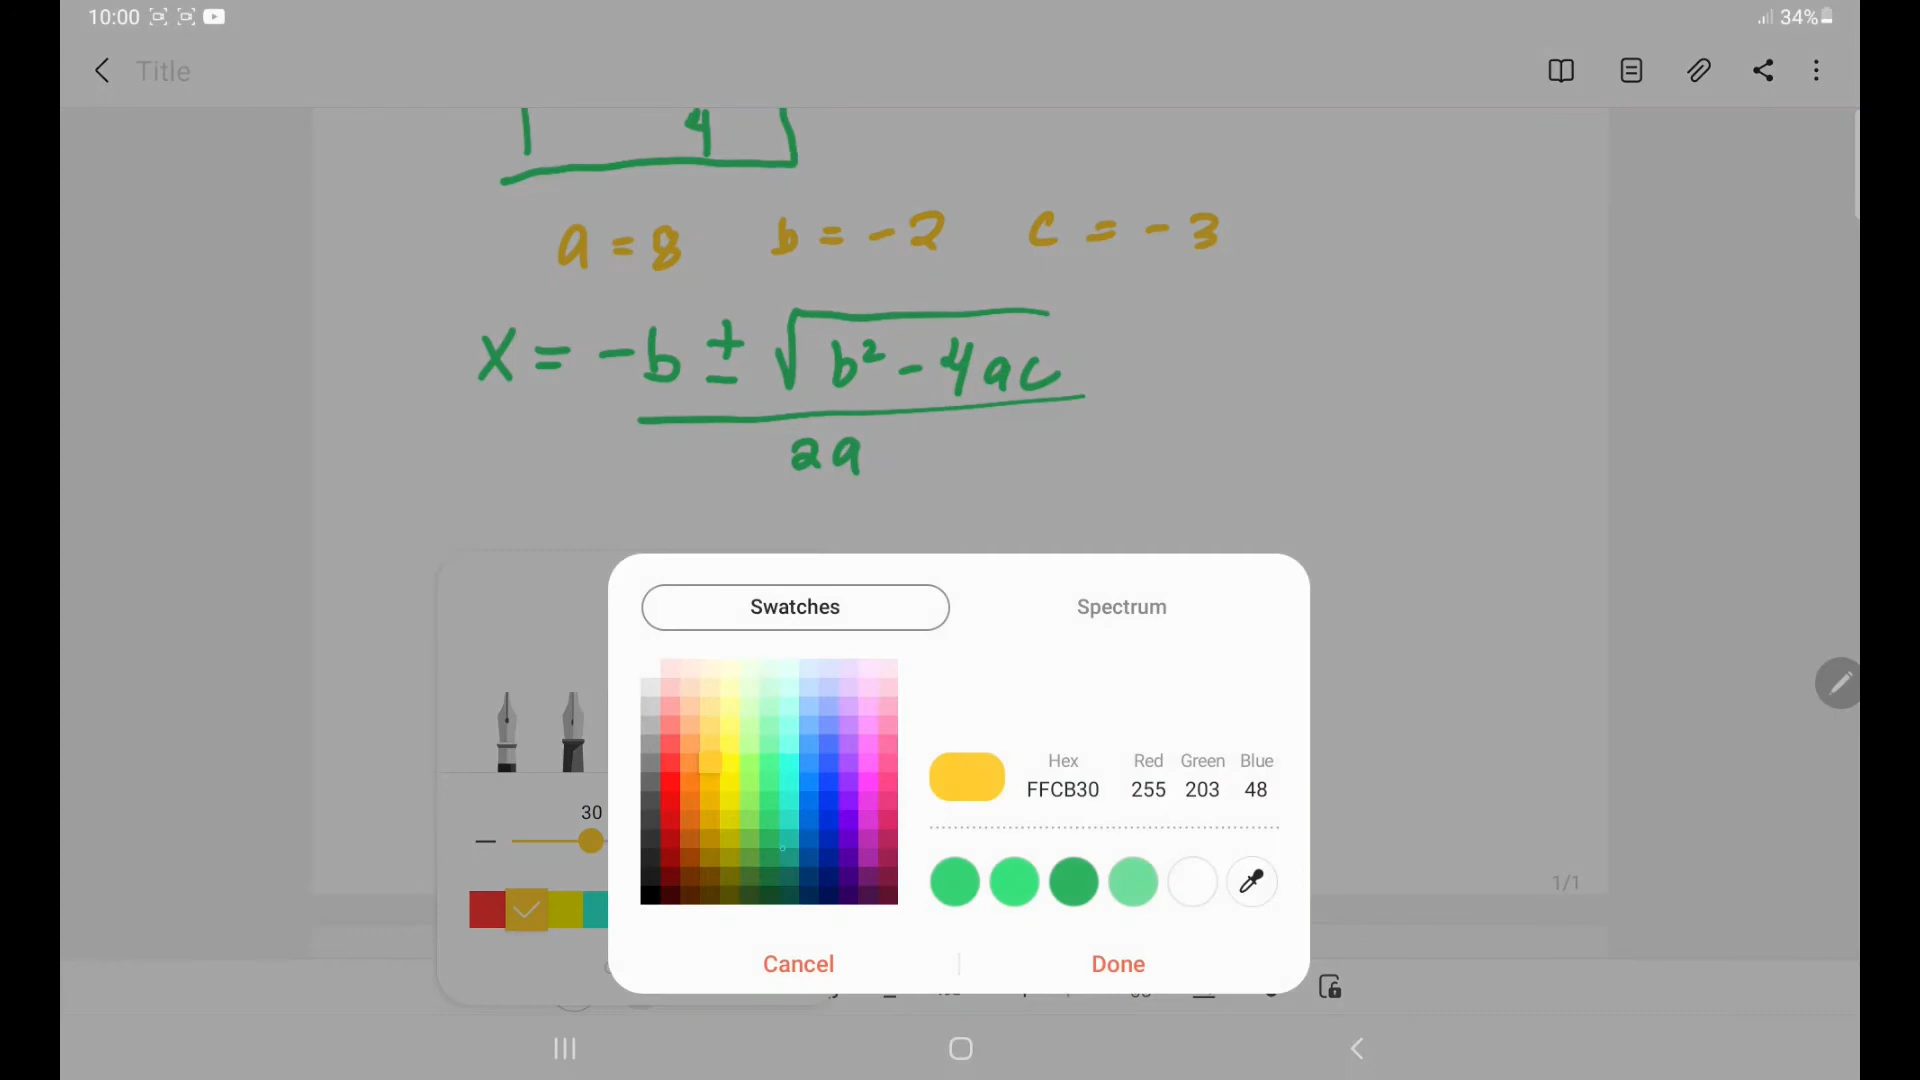 10:00
34%
Title
4
a = 8 b = -2 c = -3
x = -b ± √b² - 4ac
2a
Swatches Spectrum
Hex Red Green Blue
FFCB30 255 203 48
30
1/1
Cancel Done